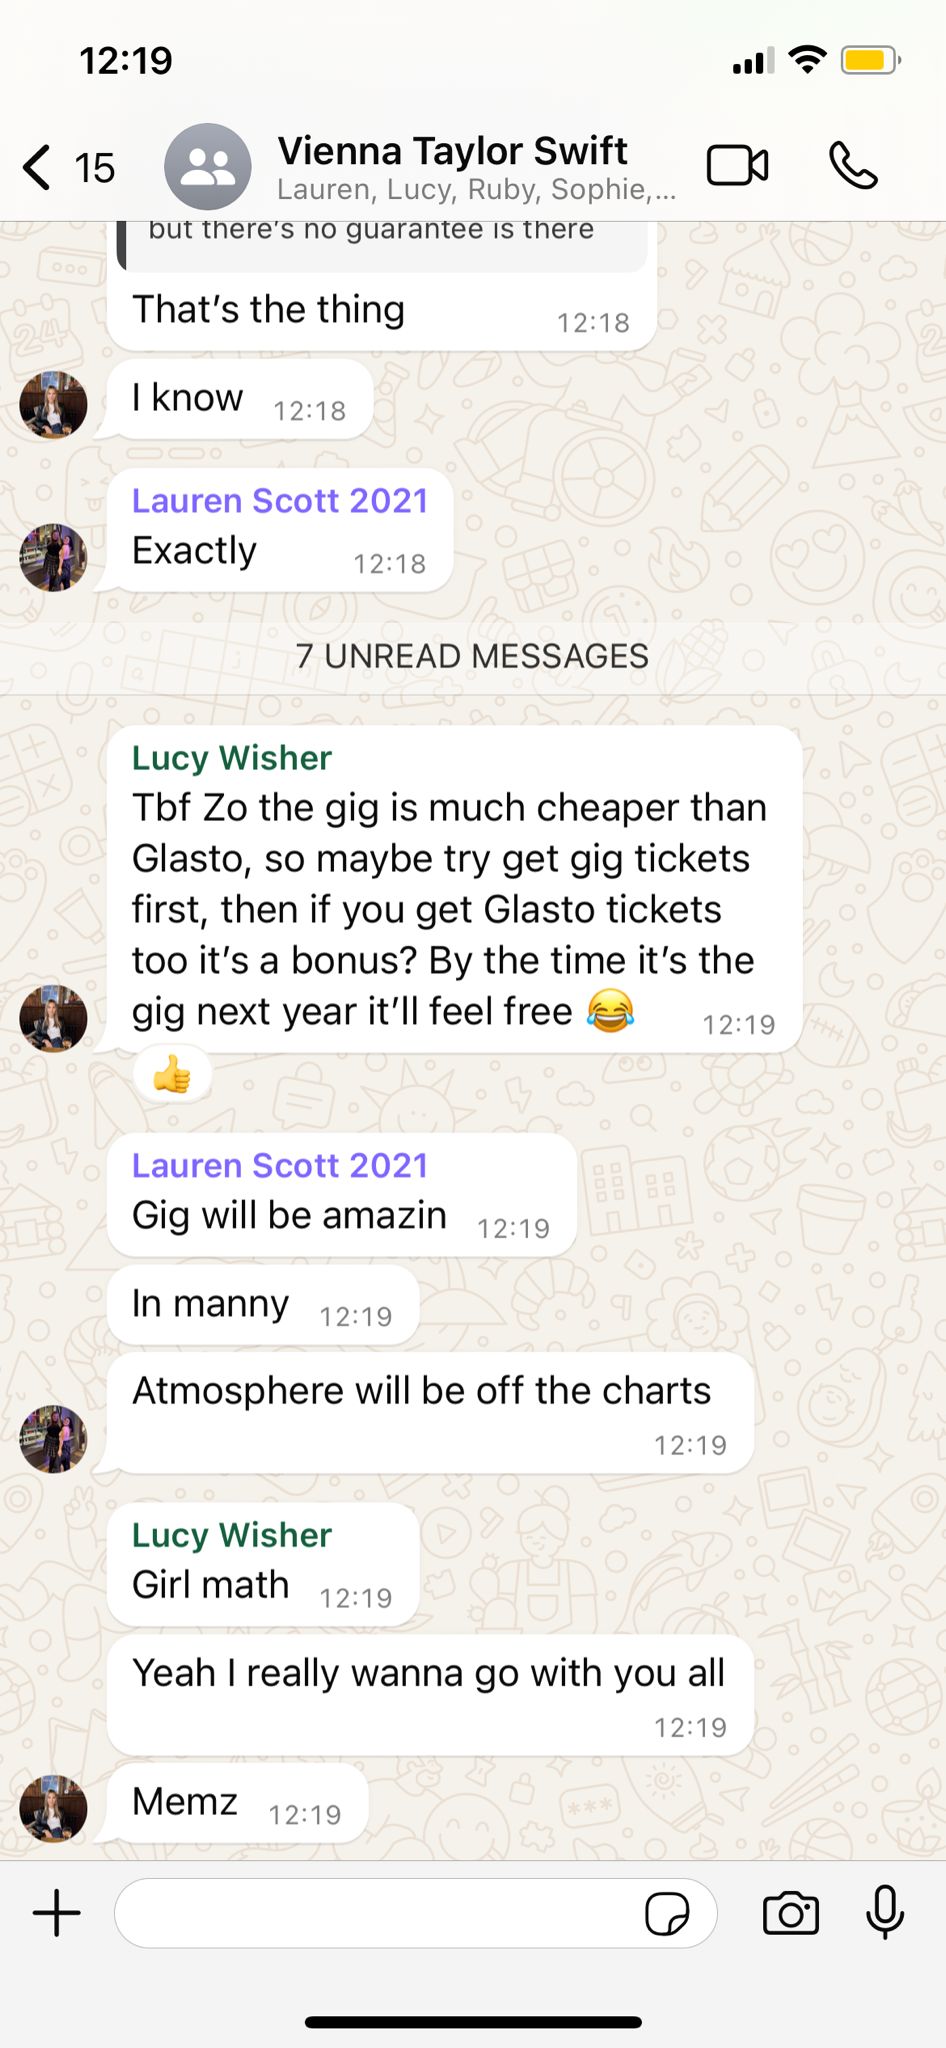 12:19
15
Vienna Taylor Swift
Lauren, Lucy, Ruby, Sophie,...
but there's no guarantee is there
That's the thing
12:18
I know 12:18
Lauren Scott 2021
Exactly 12:18
7 UNREAD MESSAGES
Lucy Wisher
Tbf Zo the gig is much cheaper than
Glasto, so maybe try get gig tickets
first, then if you get Glasto tickets
too it's a bonus? By the time it's the
gig next year it'll feel free 😂 12:19
👍
Lauren Scott 2021
Gig will be amazin 12:19
In manny 12:19
Atmosphere will be off the charts
12:19
Lucy Wisher
Girl math 12:19
Yeah I really wanna go with you all
12:19
Memz 12:19